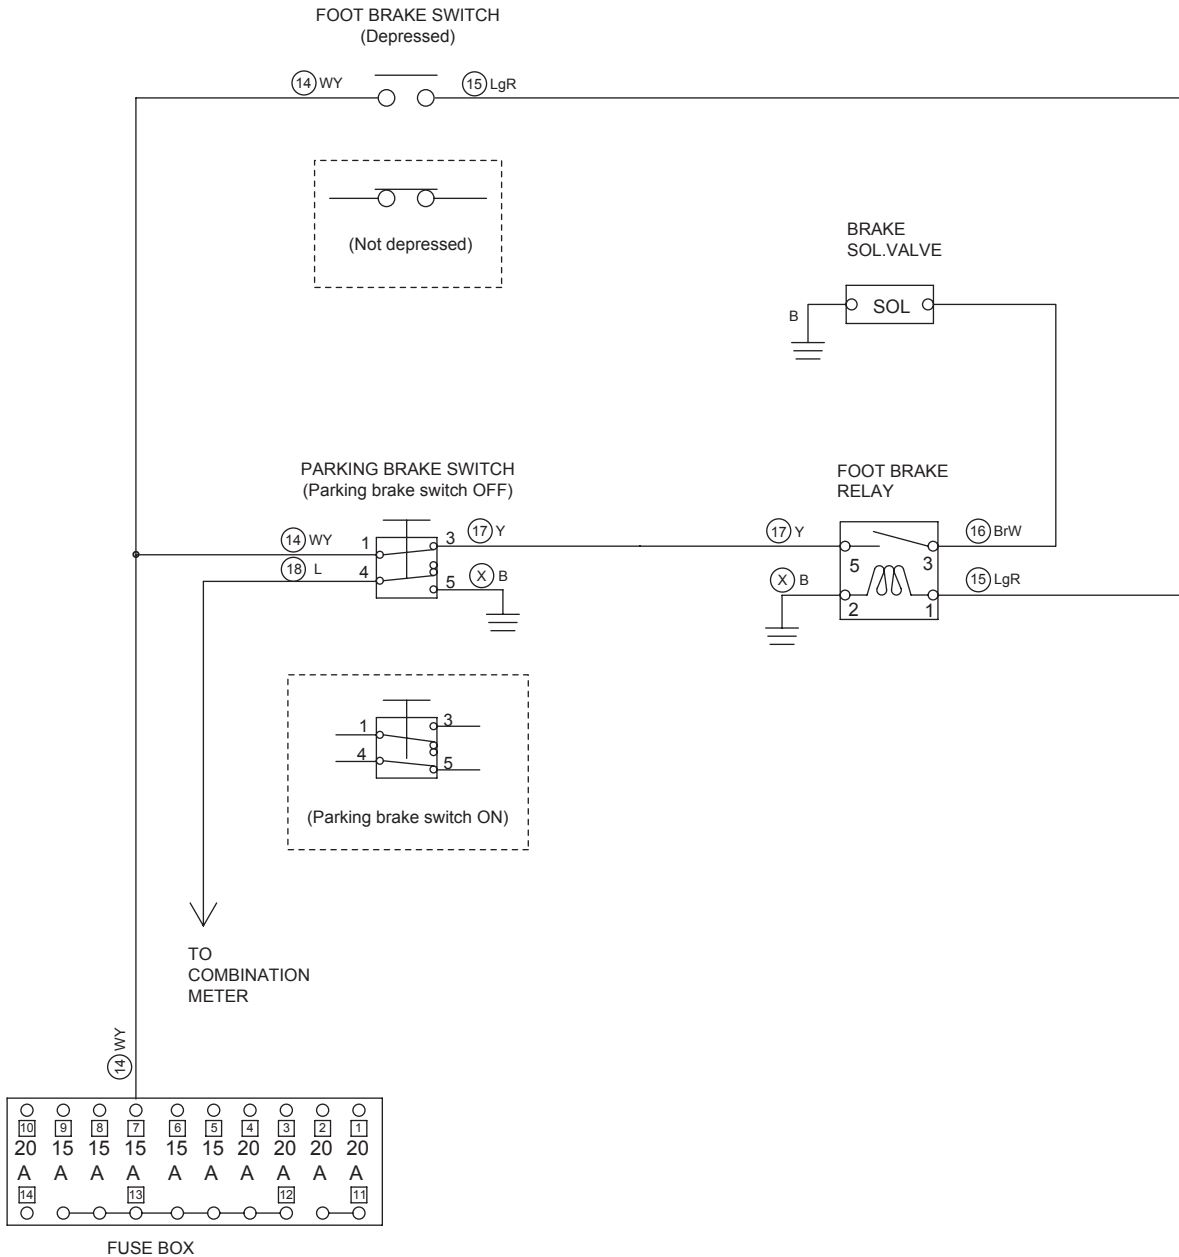 FOOT BRAKE SWITCH
(Depressed)
14 WY
15 LgR
(Not depressed)
BRAKE
SOL.VALVE
B
SOL
PARKING BRAKE SWITCH
(Parking brake switch OFF)
FOOT BRAKE
RELAY
14 WY
1
3
17 Y
17 Y
16 BrW
18 L
4
5
X B
5
3
X B
2
1
15 LgR
1
3
4
5
(Parking brake switch ON)
TO
COMBINATION
METER
14 WY
10 9 8 7 6 5 4 3 2 1
20 15 15 15 15 15 20 20 20 20
A A A A A A A A A A
14 13 12 11
FUSE BOX